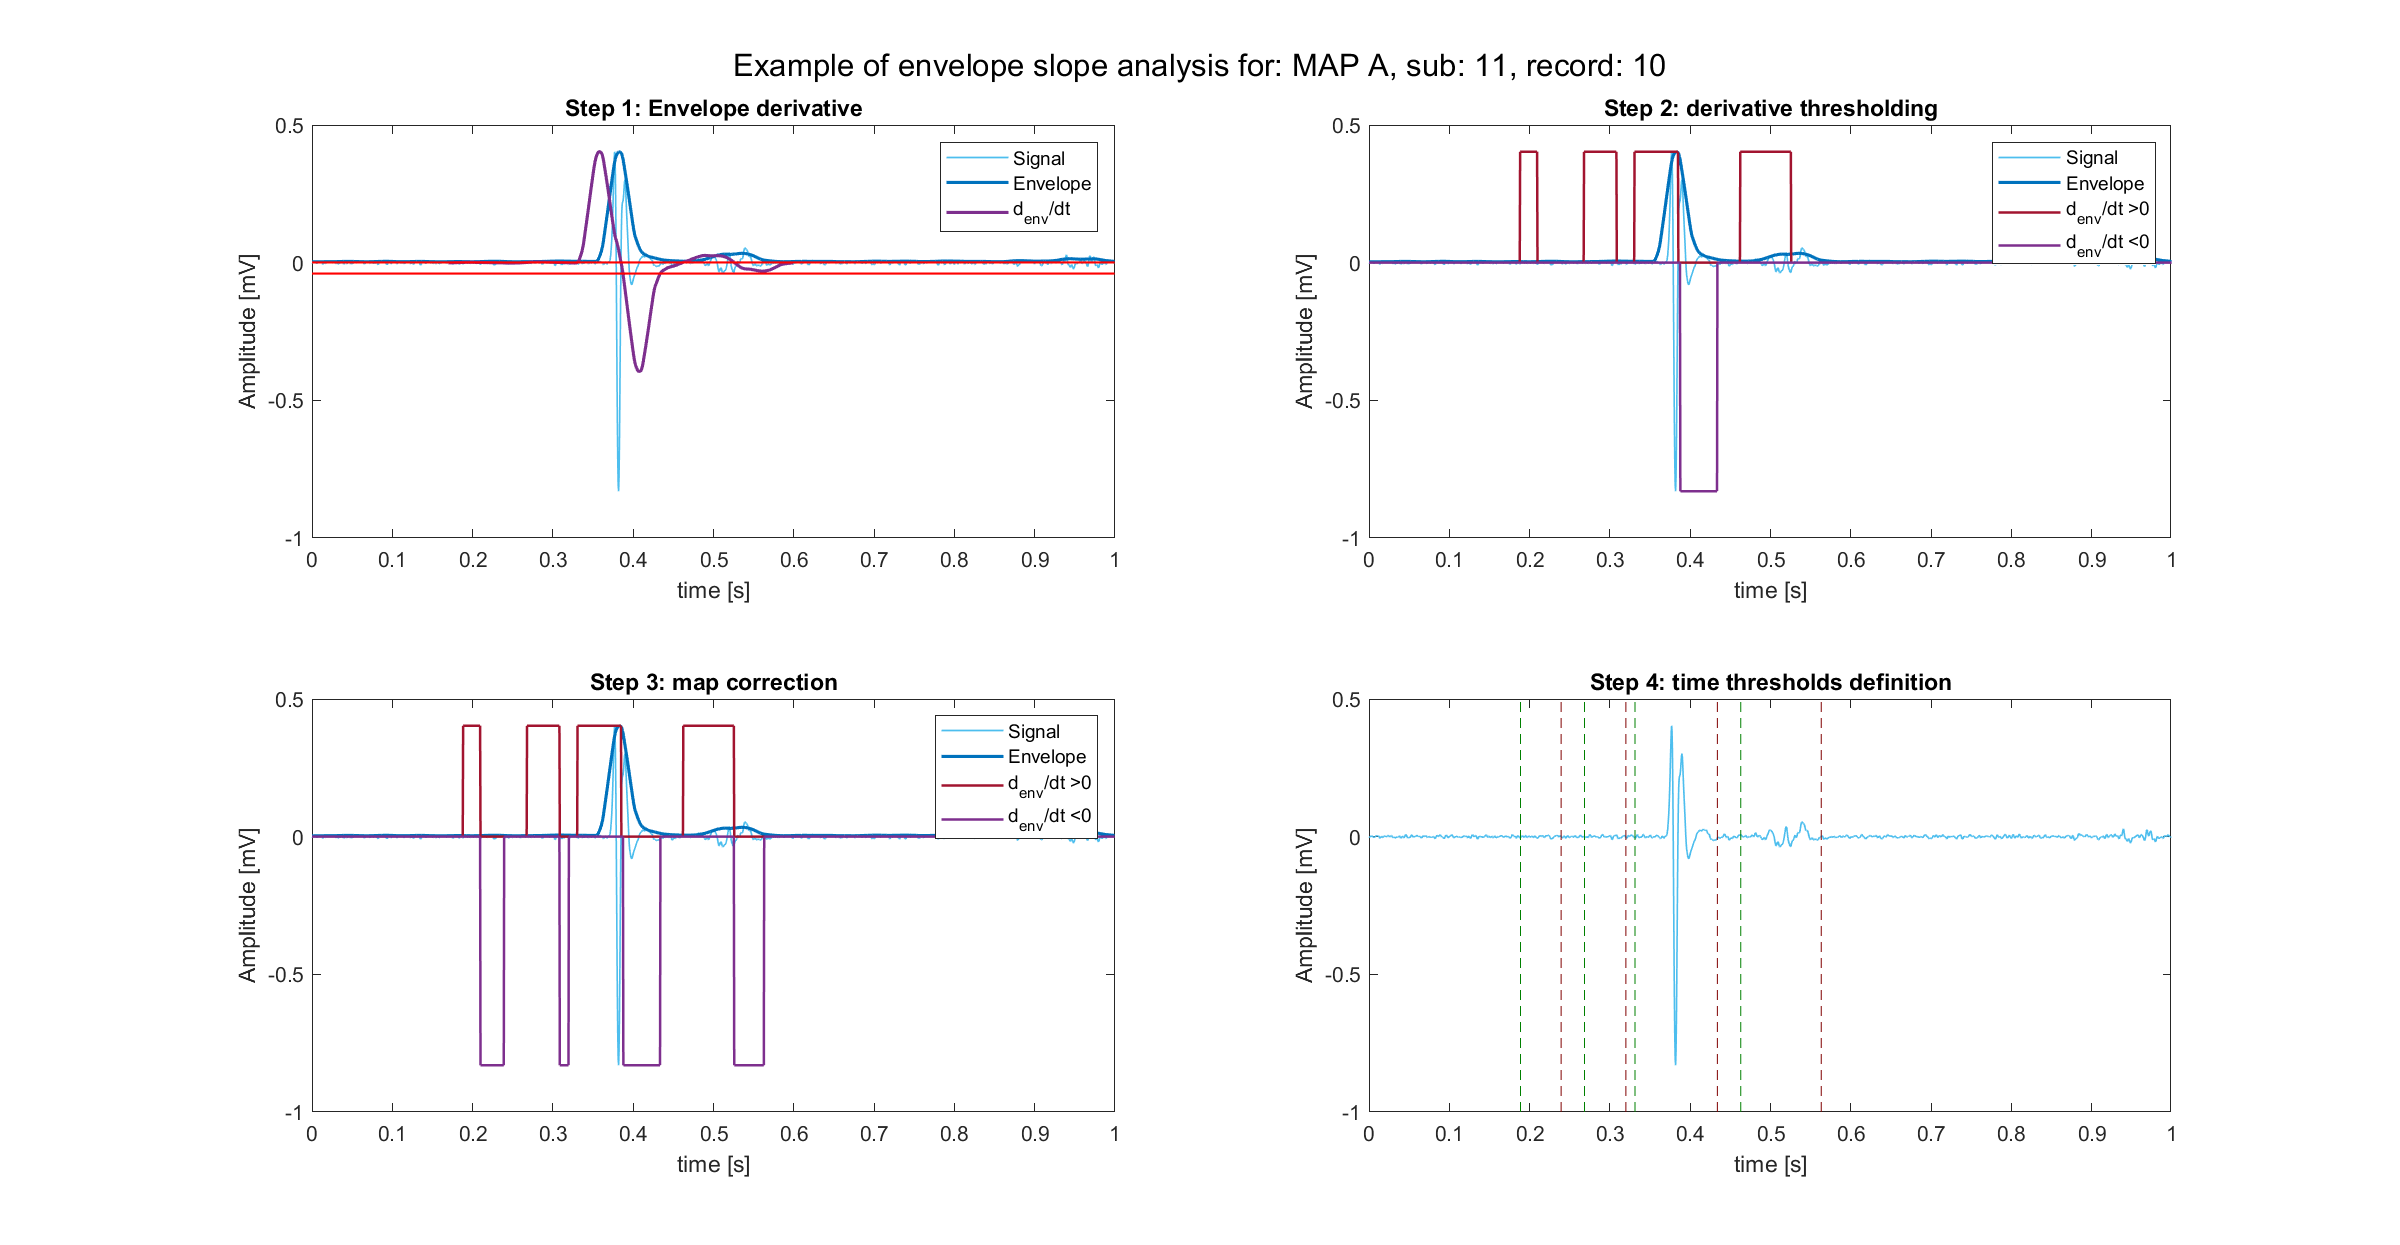 Example of envelope slope analysis for: MAP A, sub: 11, record: 10
Step 1: Envelope derivative
0.5
0
-0.5
-1
Amplitude [mV]
0 0.1 0.2 0.3 0.4 0.5 0.6 0.7 0.8 0.9 1
time [s]
Signal
Envelope
d_env/dt
Step 2: derivative thresholding
0.5
0
-0.5
-1
Amplitude [mV]
0 0.1 0.2 0.3 0.4 0.5 0.6 0.7 0.8 0.9 1
time [s]
Signal
Envelope
d_env/dt >0
d_env/dt <0
Step 3: map correction
0.5
0
-0.5
-1
Amplitude [mV]
0 0.1 0.2 0.3 0.4 0.5 0.6 0.7 0.8 0.9 1
time [s]
Signal
Envelope
d_env/dt >0
d_env/dt <0
Step 4: time thresholds definition
0.5
0
-0.5
-1
Amplitude [mV]
0 0.1 0.2 0.3 0.4 0.5 0.6 0.7 0.8 0.9 1
time [s]